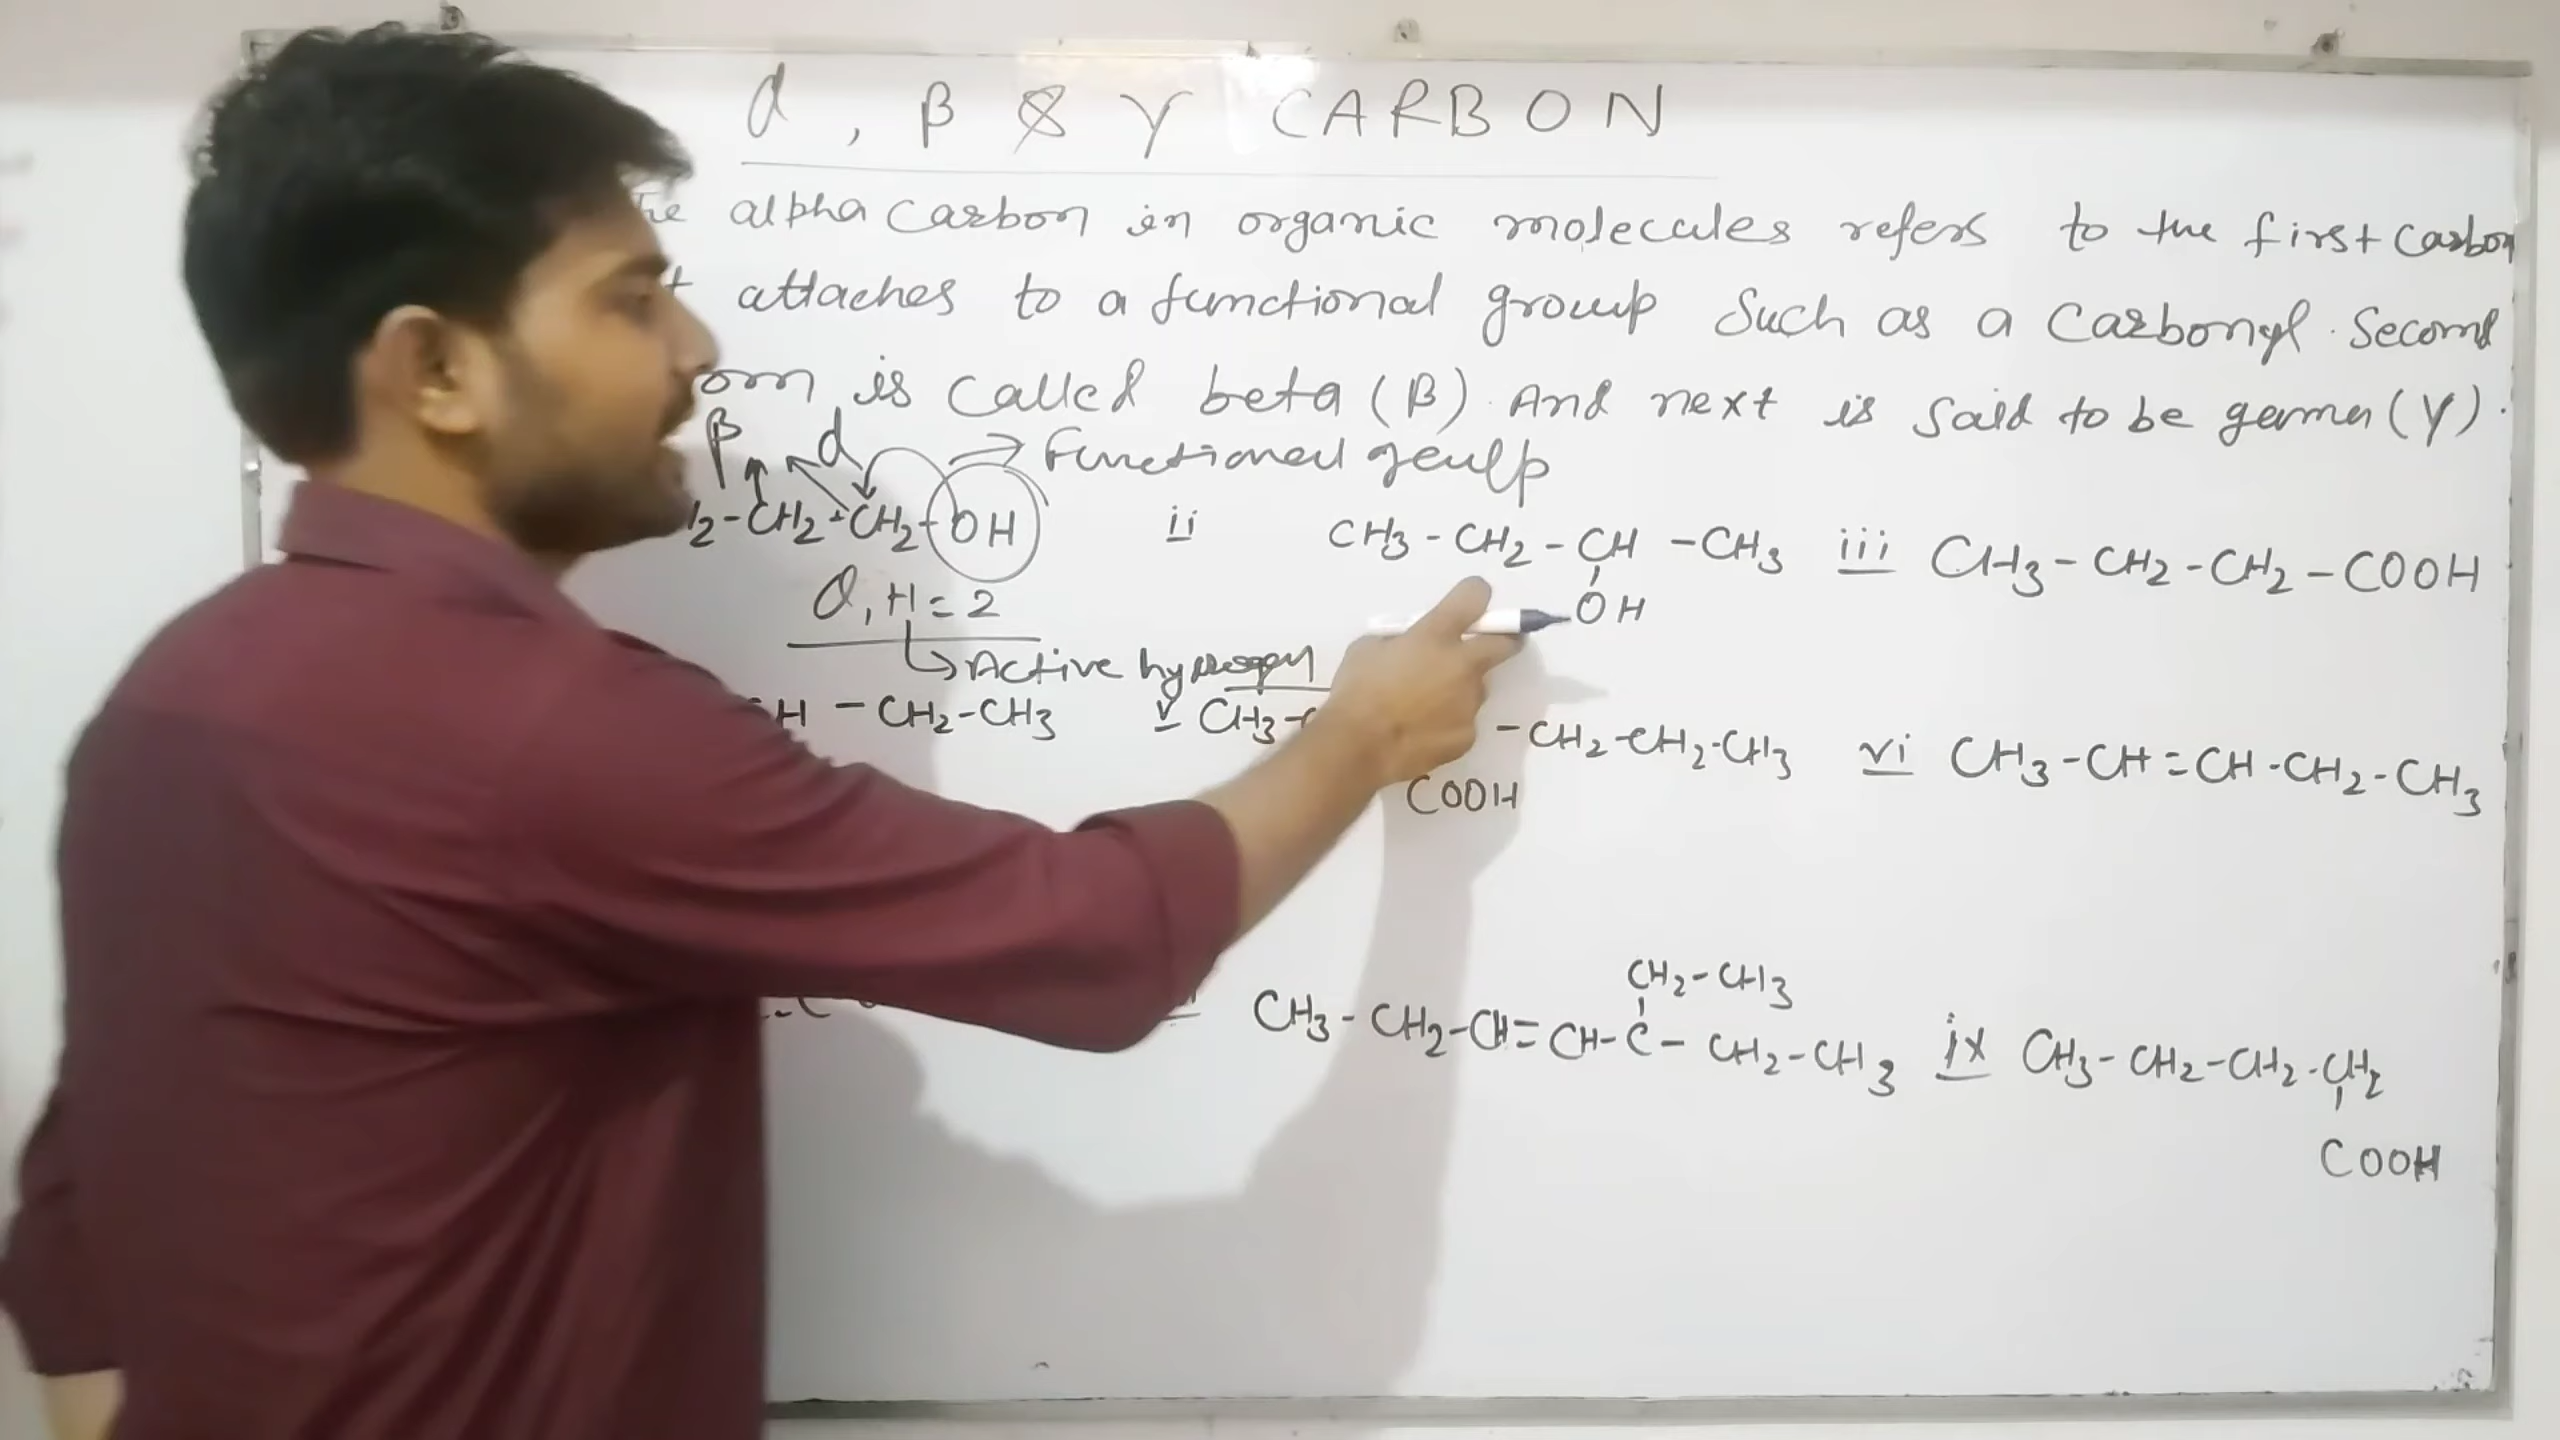 α, β & γ CARBON
alpha carbon in organic molecules refers to the first carbon
attaches to a functional group Such as a Carbonyl. Second
is called beta (β). And next is said to be gema (γ).
β α → Functional
2-CH2-CH2-OH ii CH3-CH2-CH-CH3 iii CH3-CH2-CH2-COOH
OH
α, H = 2
Active
H-CH2-CH3 v CH3- -CH2-CH2-CH3 vi CH3-CH=CH-CH2-CH3
COOH
CH2-CH3
CH3-CH2-CH=CH-C-CH2-CH3 ix CH3-CH2-CH2-CH2
COOH